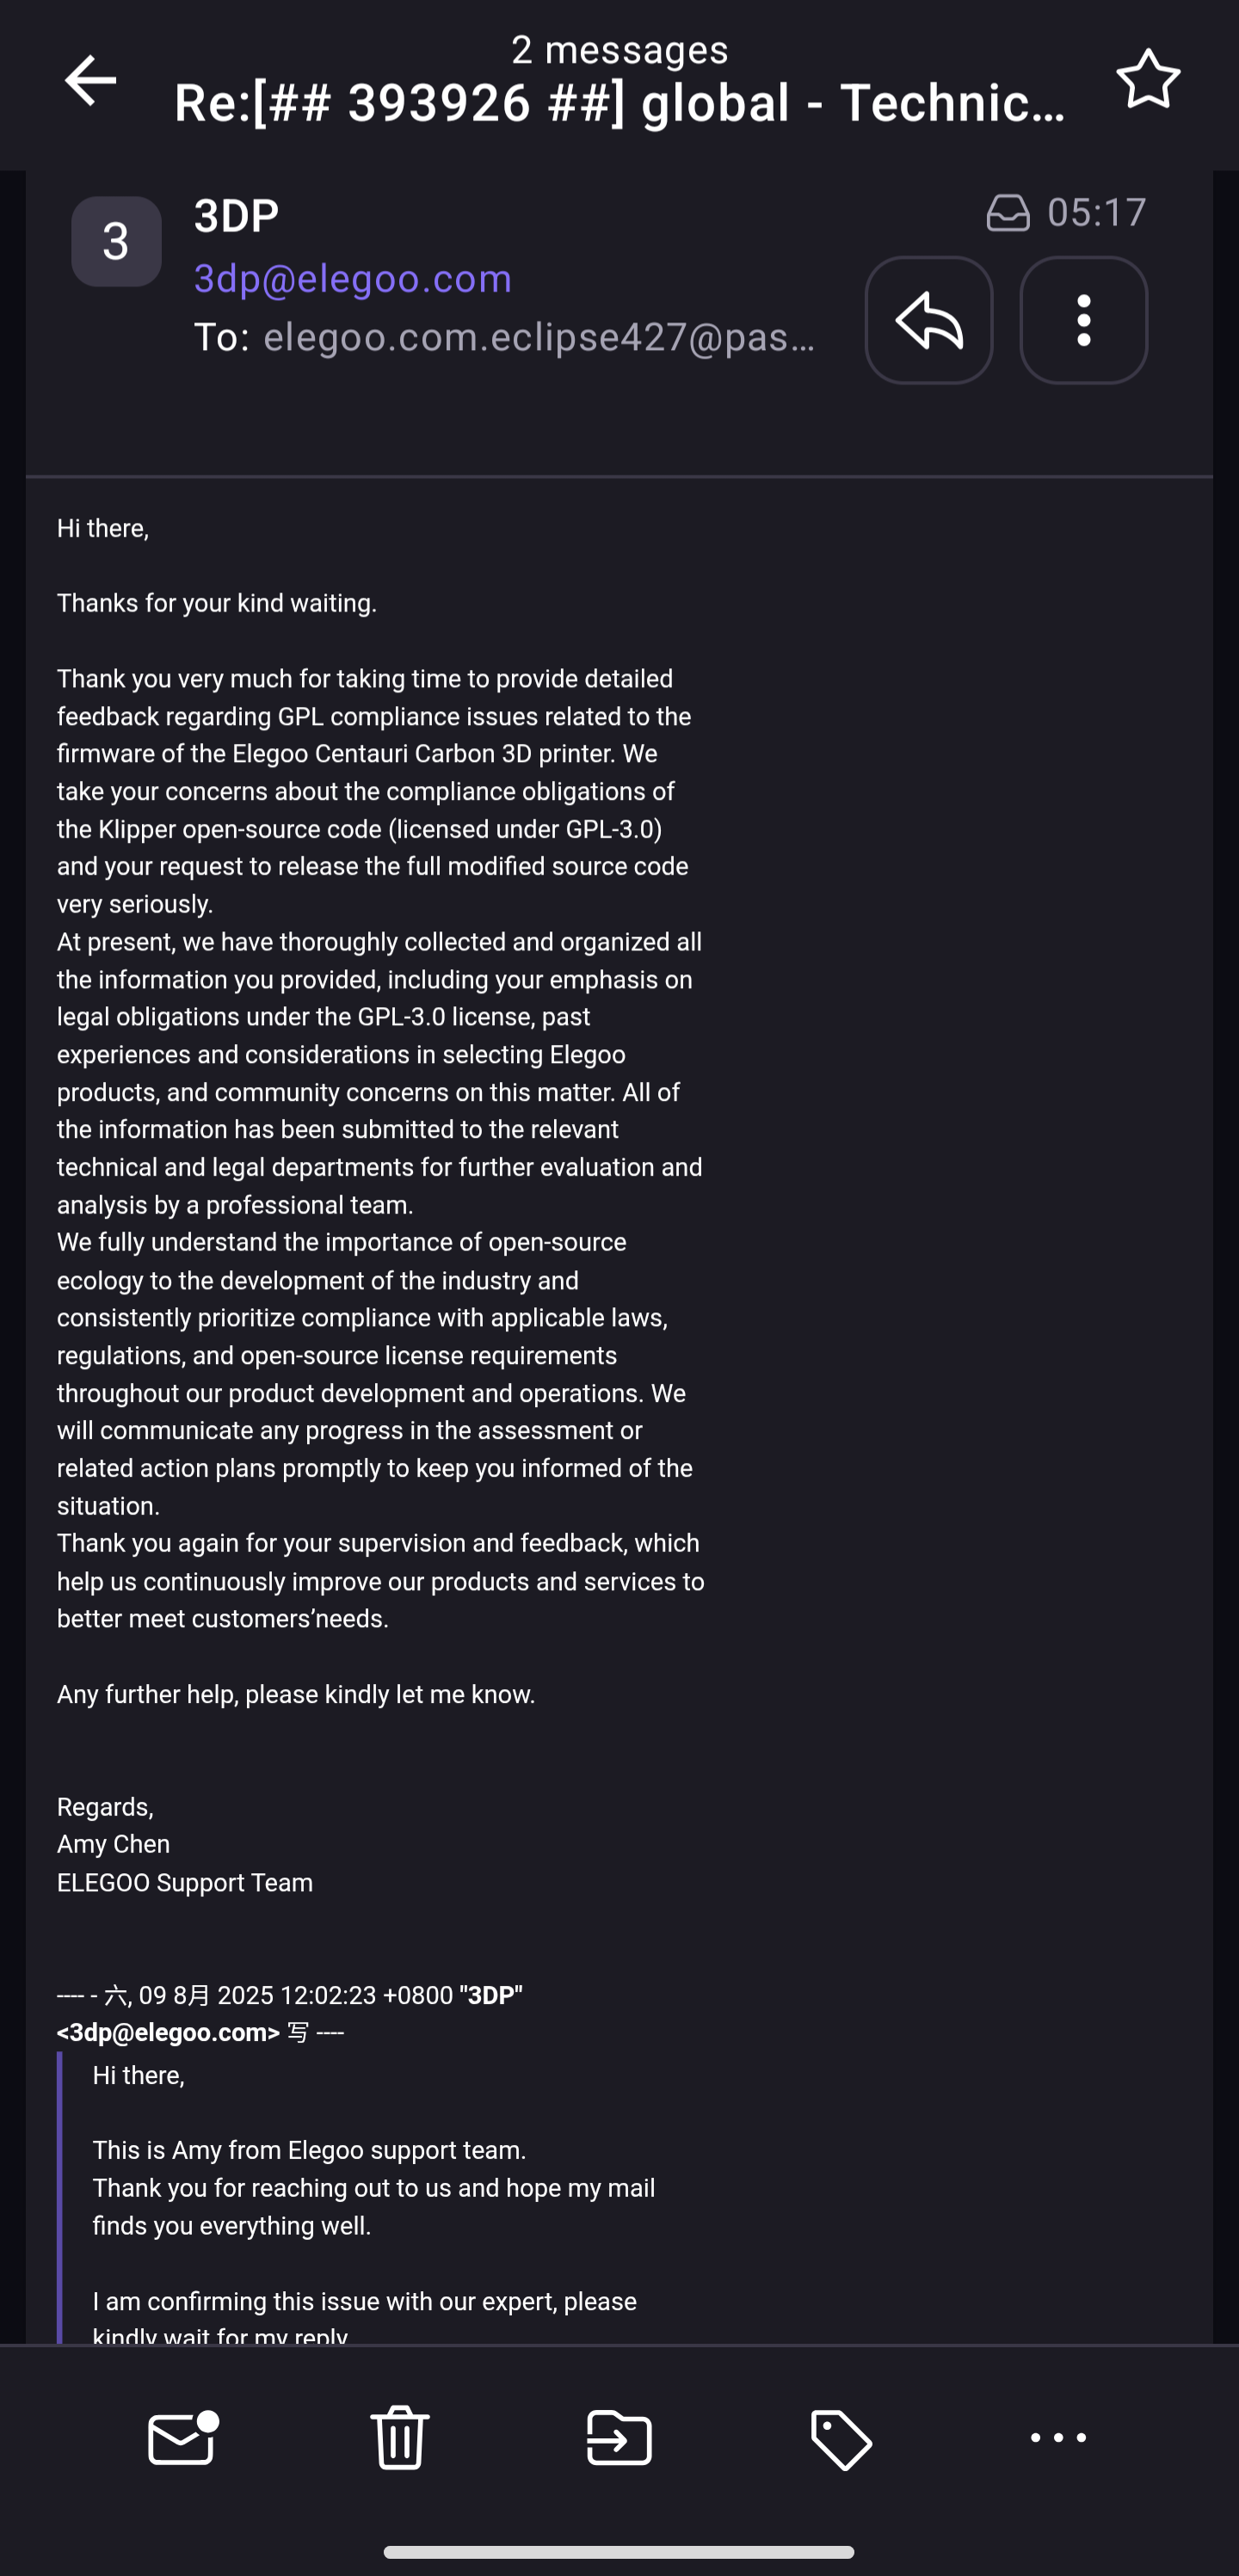 2 messages
Re:[## 393926 ##] global - Technic...
3
3DP
05:17
3dp@elegoo.com
To: elegoo.com.eclipse427@pas...
Hi there,
Thanks for your kind waiting.
Thank you very much for taking time to provide detailed
feedback regarding GPL compliance issues related to the
firmware of the Elegoo Centauri Carbon 3D printer. We
take your concerns about the compliance obligations of
the Klipper open-source code (licensed under GPL-3.0)
and your request to release the full modified source code
very seriously.
At present, we have thoroughly collected and organized all
the information you provided, including your emphasis on
legal obligations under the GPL-3.0 license, past
experiences and considerations in selecting Elegoo
products, and community concerns on this matter. All of
the information has been submitted to the relevant
technical and legal departments for further evaluation and
analysis by a professional team.
We fully understand the importance of open-source
ecology to the development of the industry and
consistently prioritize compliance with applicable laws,
regulations, and open-source license requirements
throughout our product development and operations. We
will communicate any progress in the assessment or
related action plans promptly to keep you informed of the
situation.
Thank you again for your supervision and feedback, which
help us continuously improve our products and services to
better meet customers’needs.
Any further help, please kindly let me know.
Regards,
Amy Chen
ELEGOO Support Team
---- - 六, 09 8月 2025 12:02:23 +0800 "3DP"
<3dp@elegoo.com> 写 ----
Hi there,
This is Amy from Elegoo support team.
Thank you for reaching out to us and hope my mail
finds you everything well.
I am confirming this issue with our expert, please
kindly wait for my reply